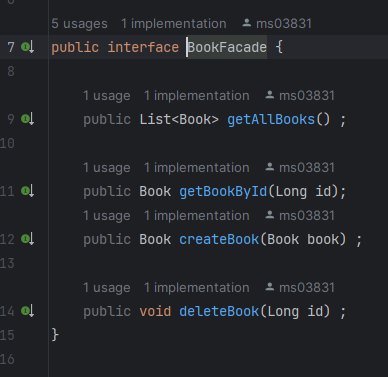 5 usages 1 implementation ms03831
7 public interface BookFacade {
8
1 usage 1 implementation ms03831
9 public List<Book> getAllBooks() ;
10
1 usage 1 implementation ms03831
11 public Book getBookById(Long id);
1 usage 1 implementation ms03831
12 public Book createBook(Book book) ;
13
1 usage 1 implementation ms03831
14 public void deleteBook(Long id) ;
15 }
16